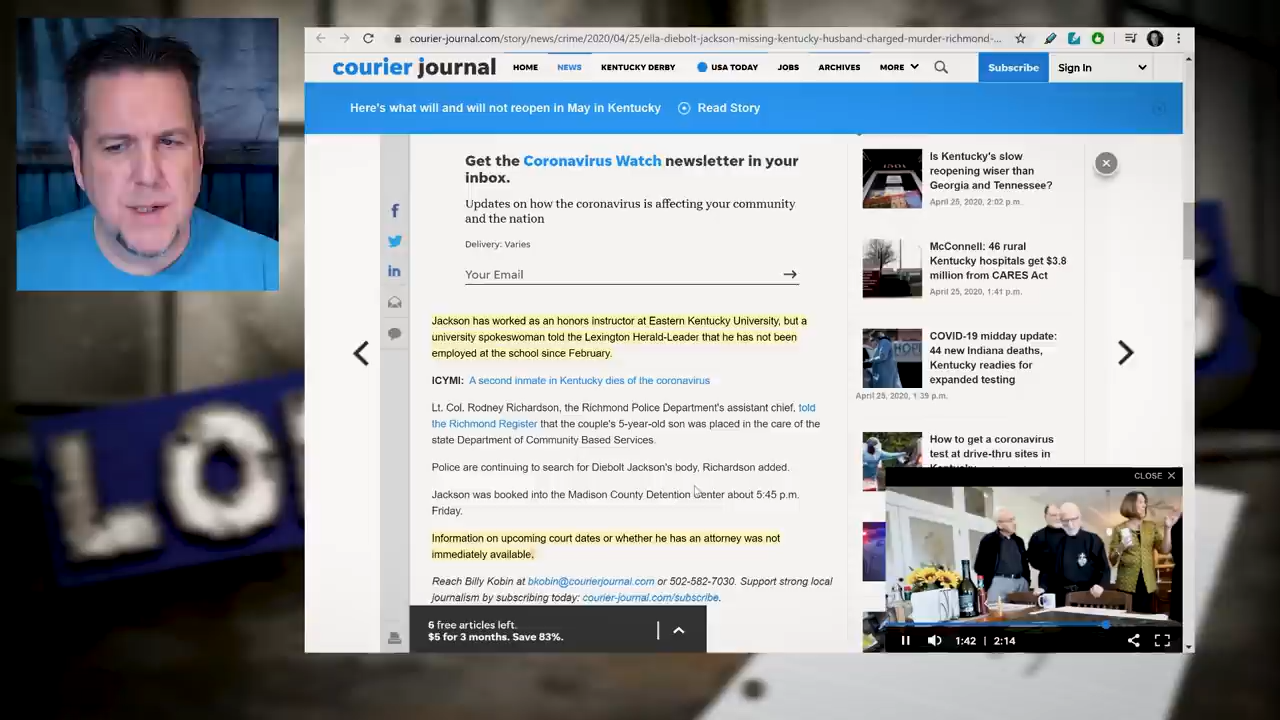 courier-journal.com/story/news/crime/2020/04/25/ella-diebolt-jackson-missing-kentucky-husband-charged-murder-richmond-...
courier journal
HOME
NEWS
KENTUCKY DERBY
USA TODAY
JOBS
ARCHIVES
MORE
Subscribe
Sign In
Here's what will and will not reopen in May in Kentucky
Read Story
Get the Coronavirus Watch newsletter in your
inbox.
Updates on how the coronavirus is affecting your community
and the nation
Delivery: Varies
Your Email
Jackson has worked as an honors instructor at Eastern Kentucky University, but a
university spokeswoman told the Lexington Herald-Leader that he has not been
employed at the school since February.
ICYMI: A second inmate in Kentucky dies of the coronavirus
Lt. Col. Rodney Richardson, the Richmond Police Department's assistant chief, told
the Richmond Register that the couple's 5-year-old son was placed in the care of the
state Department of Community Based Services.
Police are continuing to search for Diebolt Jackson's body, Richardson added.
Jackson was booked into the Madison County Detention Center about 5:45 p.m.
Friday.
Information on upcoming court dates or whether he has an attorney was not
immediately available.
Reach Billy Kobin at bkobin@courierjournal.com or 502-582-7030. Support strong local
journalism by subscribing today: courier-journal.com/subscribe.
6 free articles left.
$5 for 3 months. Save 83%.
Is Kentucky's slow
reopening wiser than
Georgia and Tennessee?
April 25, 2020, 2:02 p.m.
McConnell: 46 rural
Kentucky hospitals get $3.8
million from CARES Act
April 25, 2020, 1:41 p.m.
COVID-19 midday update:
44 new Indiana deaths,
Kentucky readies for
expanded testing
April 25, 2020, 1:39 p.m.
How to get a coronavirus
test at drive-thru sites in
Kentucky
CLOSE
1:42 | 2:14
LO